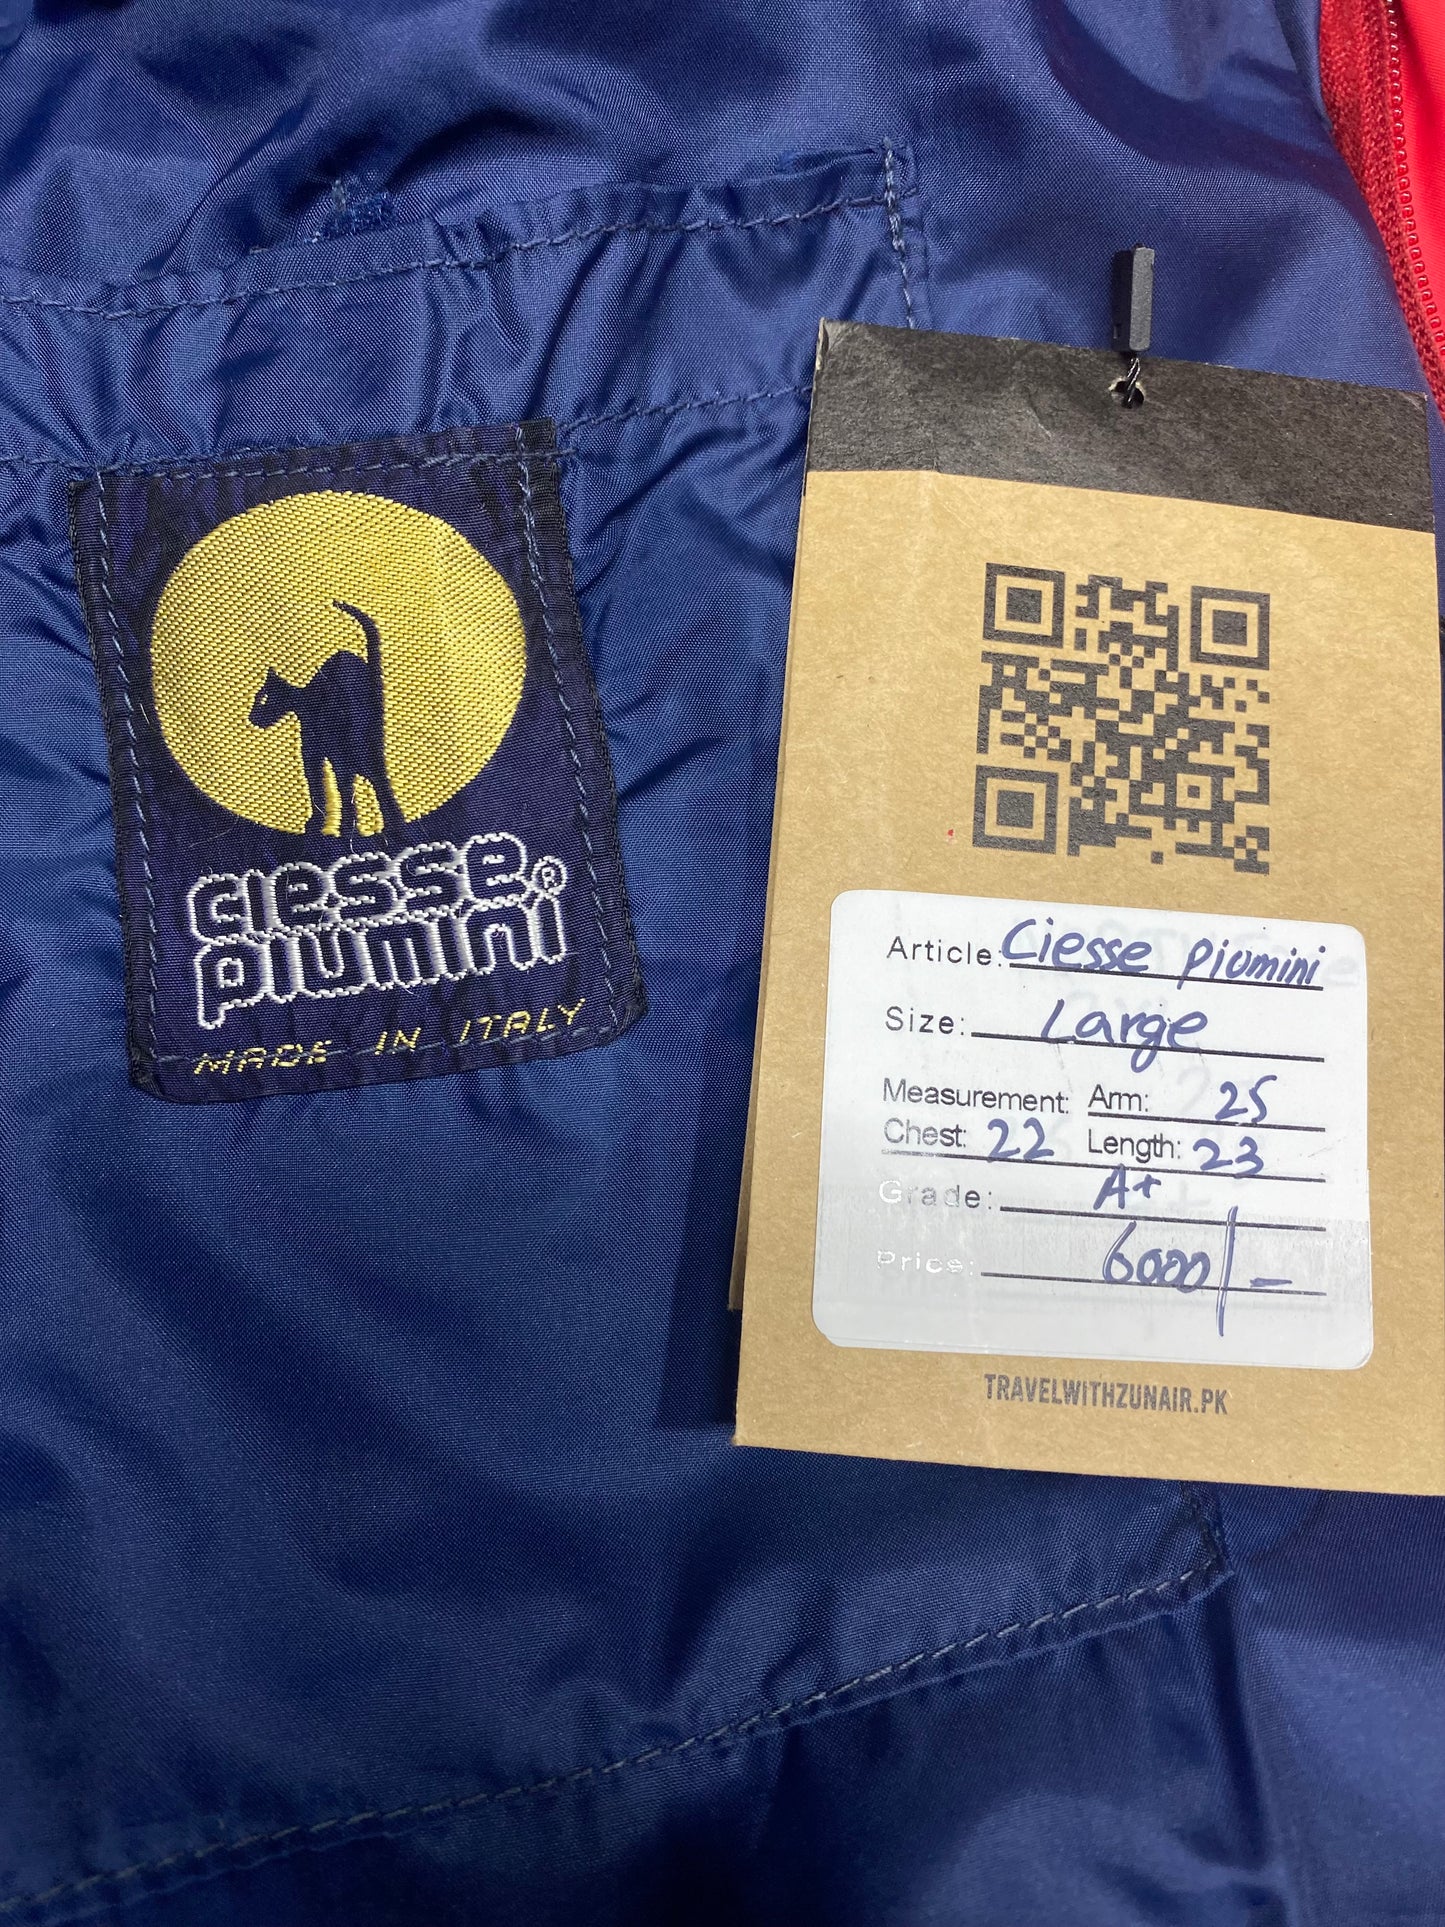 ciesse®
piumini
MADE IN ITALY
Article: Ciesse Piumini
Size: Large
Measurement: Arm: 25
Chest: 22 Length: 23
Grade: A+
Price: 6000/-
TRAVELWITHZUNAIR.PK